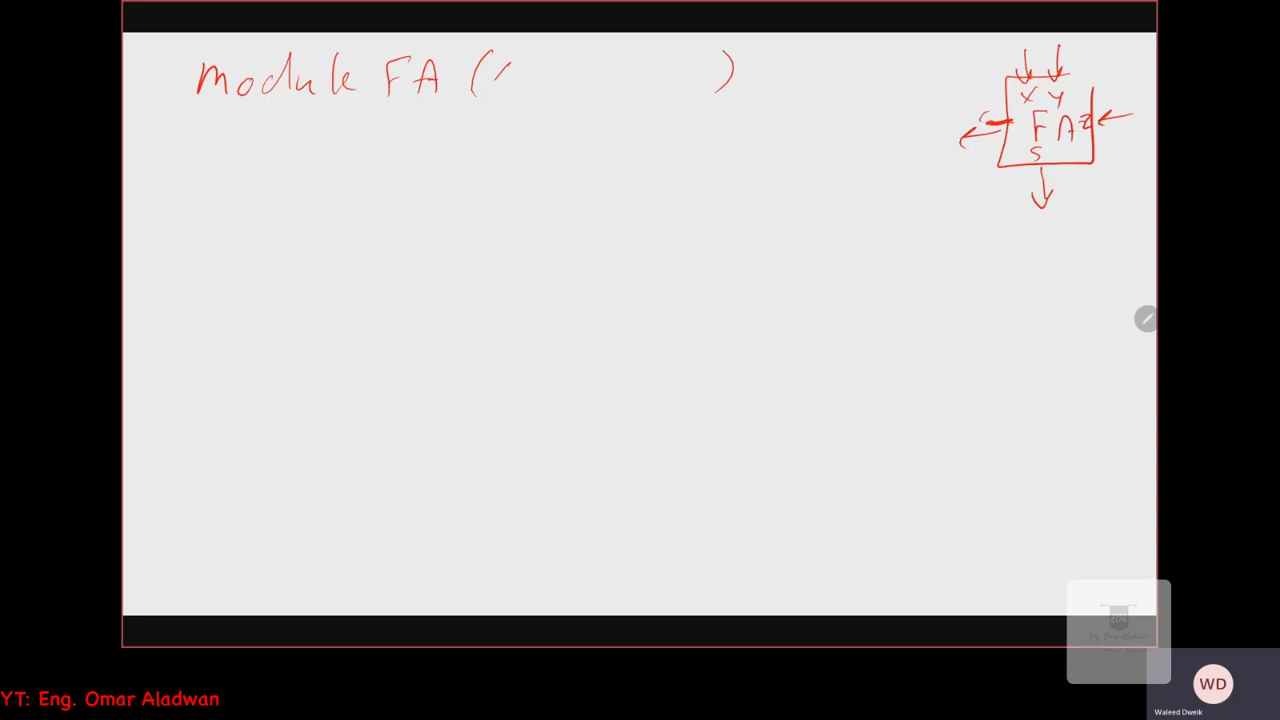 module FA ( )
X Y
C FA Z
S
YT: Eng. Omar Aladwan
WD
Waleed Dweik